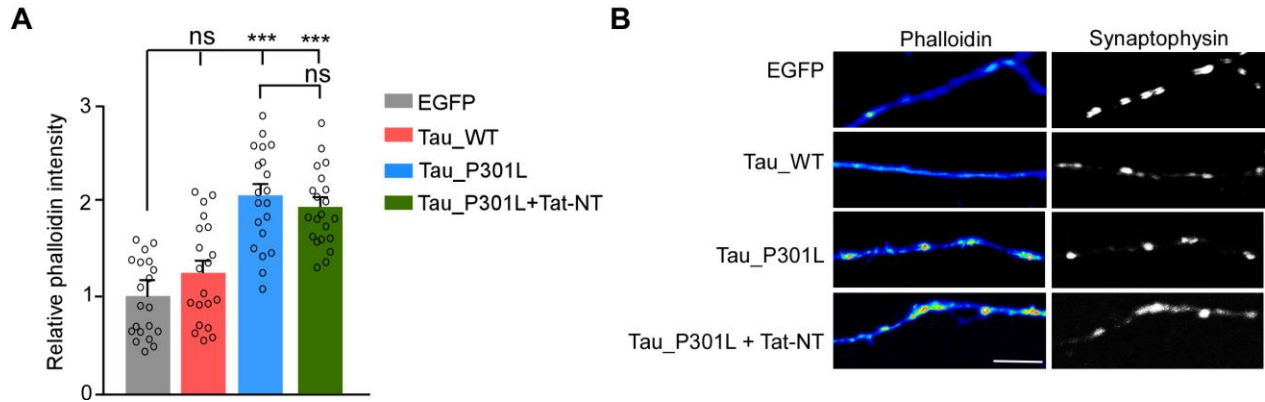 A
ns *** ***
ns
Relative phalloidin intensity
3
2
1
0
EGFP
Tau_WT
Tau_P301L
Tau_P301L+Tat-NT
B
Phalloidin Synaptophysin
EGFP
Tau_WT
Tau_P301L
Tau_P301L + Tat-NT